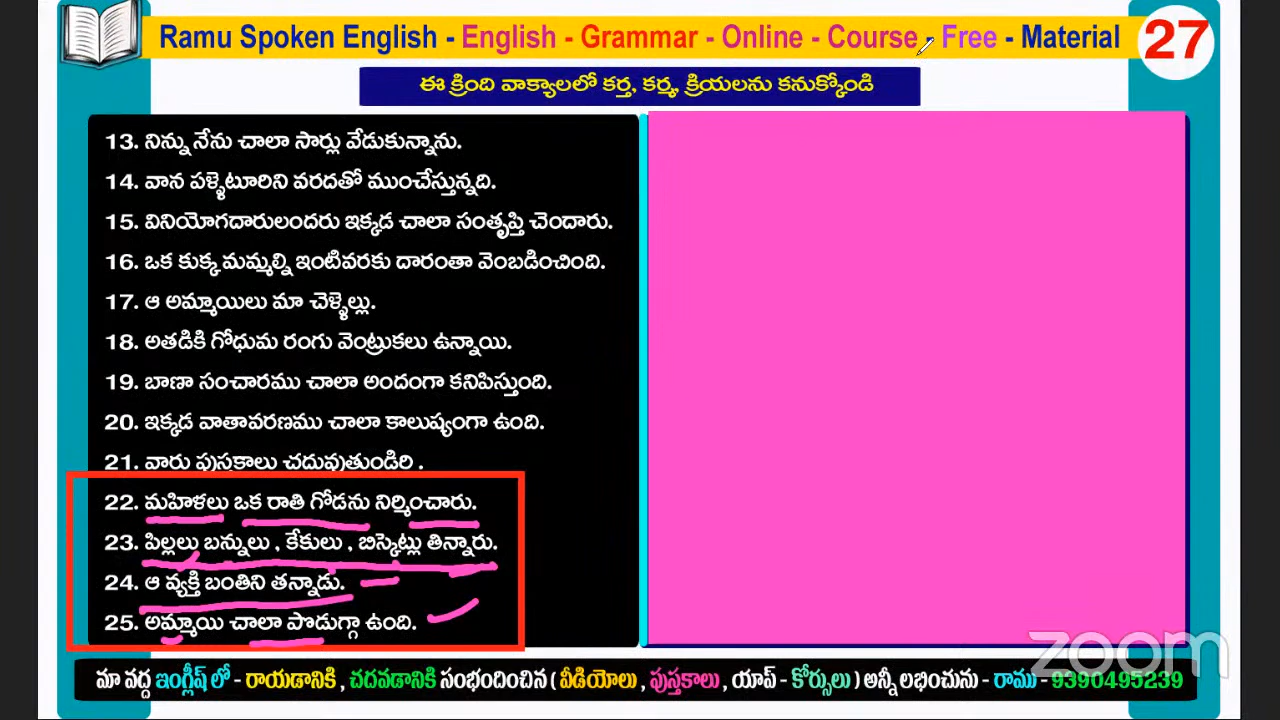 Ramu Spoken English - English - Grammar - Online - Course - Free - Material
27
ఈ క్రింది వాక్యాలలో కర్త, కర్మ, క్రియలను కనుక్కోండి
13. నిన్ను నేను చాలా సార్లు వేడుకున్నాను.
14. వాన పళ్ళెటూరిని వరదతో ముంచేస్తున్నది.
15. వినియోగదారులందరు ఇక్కడ చాలా సంతృప్తి చెందారు.
16. ఒక కుక్క మమ్మల్ని ఇంటివరకు దారంతా వెంబడించింది.
17. ఆ అమ్మాయిలు మా చెళ్ళెల్లు.
18. అతడికి గోధుమ రంగు వెంట్రుకలు ఉన్నాయి.
19. బాణా సంచారము చాలా అందంగా కనిపిస్తుంది.
20. ఇక్కడ వాతావరణము చాలా కాలుష్యంగా ఉంది.
21. వారు పుస్తకాలు చదువుతుండిరి .
22. మహిళలు ఒక రాతి గోడను నిర్మించారు.
23. పిల్లలు బన్నులు , కేకులు , బిస్కెట్లు తిన్నారు.
24. ఆ వ్యక్తి బంతిని తన్నాడు.
25. అమ్మాయి చాలా పొడుగ్గా ఉంది.
zoom
మా వద్ద ఇంగ్లీష్ లో - రాయడానికి , చదవడానికి సంభందించిన ( వీడియోలు , పుస్తకాలు , యాప్ - కోర్సులు ) అన్నీ లభించును - రాము - 9390495239